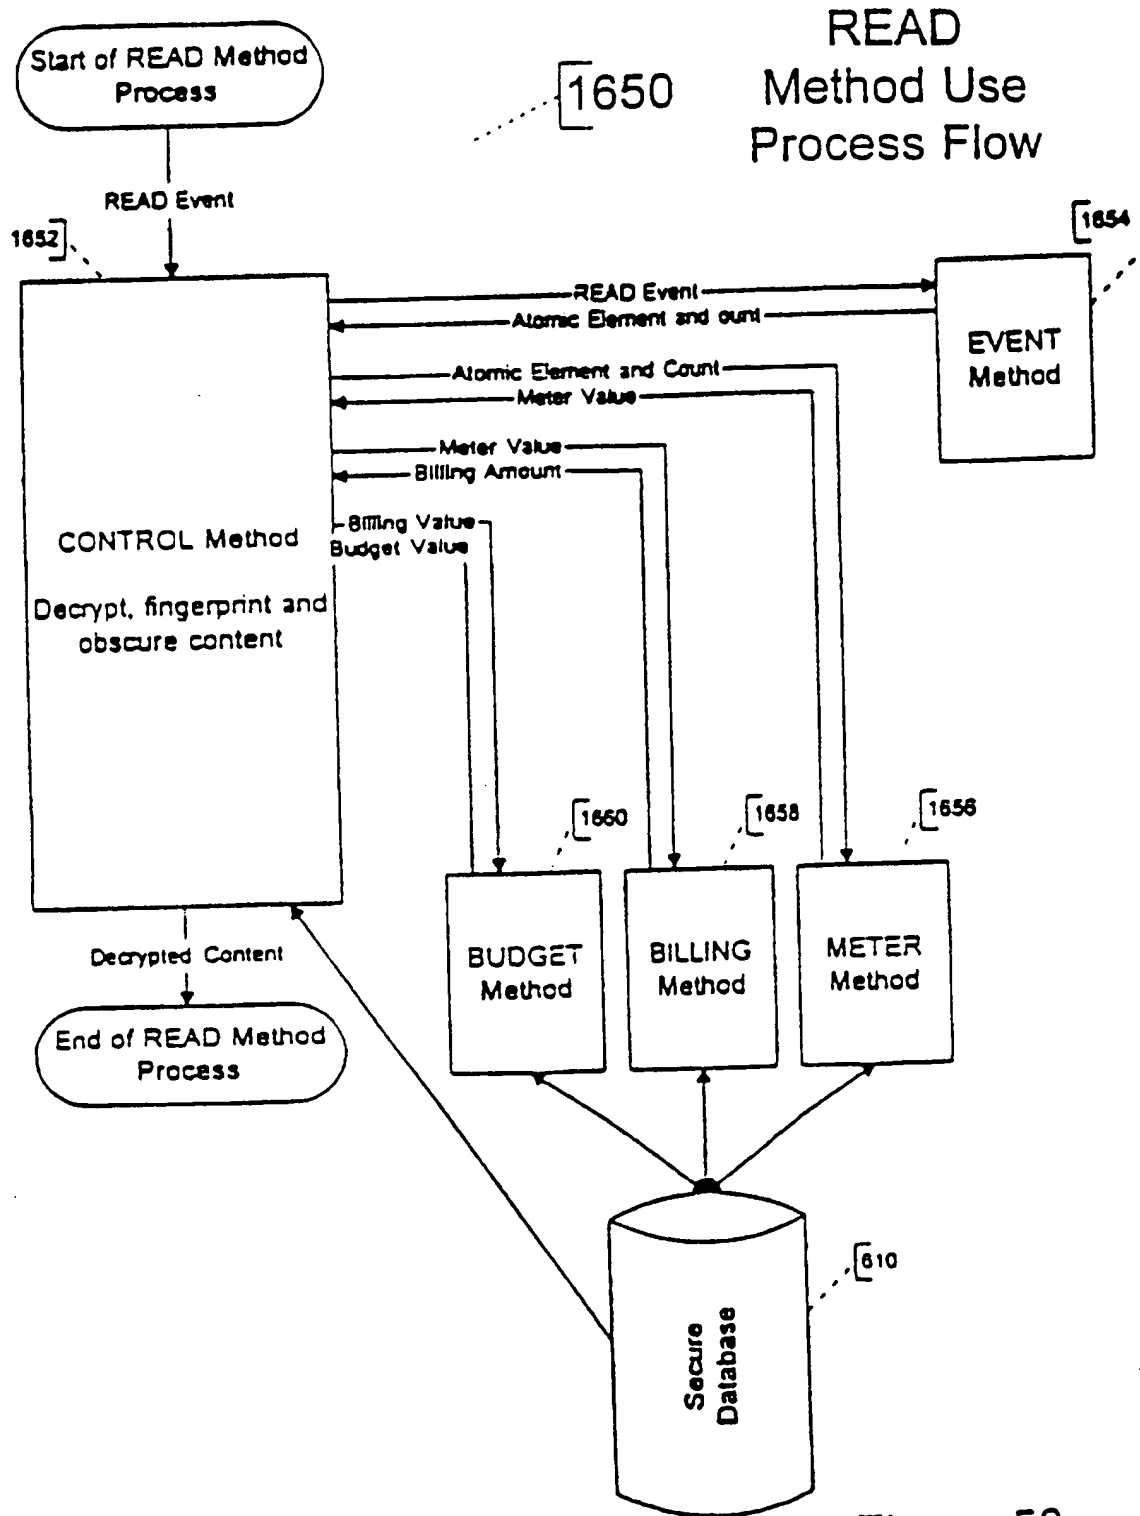 READ
Method Use
Process Flow
1650
Start of READ Method
Process
READ Event
1652
1654
READ Event
Atomic Element and ount
EVENT
Method
Atomic Element and Count
Meter Value
Meter Value
Billing Amount
Billing Value
Budget Value
CONTROL Method
Decrypt, fingerprint and
obscure content
1660
1658
1656
BUDGET
Method
BILLING
Method
METER
Method
Decrypted Content
End of READ Method
Process
610
Secure
Database